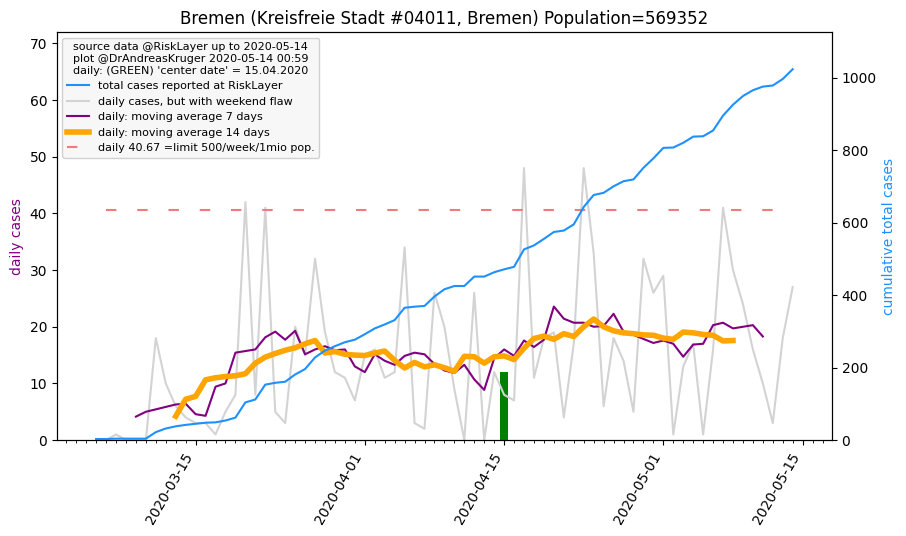 Bremen (Kreisfreie Stadt #04011, Bremen) Population=569352
source data @RiskLayer up to 2020-05-14
plot @DrAndreasKruger 2020-05-14 00:59
daily: (GREEN) 'center date' = 15.04.2020
total cases reported at RiskLayer
daily cases, but with weekend flaw
daily: moving average 7 days
daily: moving average 14 days
daily 40.67 =limit 500/week/1mio pop.
daily cases
70
60
50
40
30
20
10
0
1000
800
600
400
200
0
cumulative total cases
2020-03-15
2020-04-01
2020-04-15
2020-05-01
2020-05-15